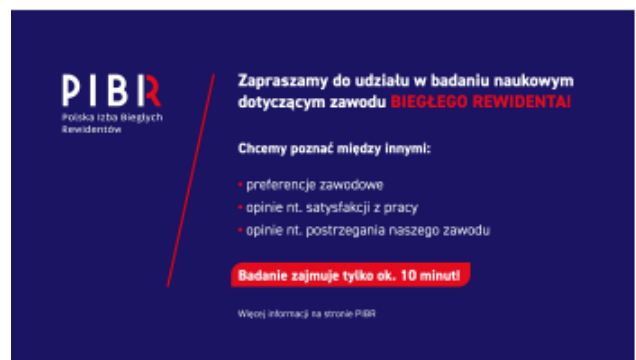 PIBR
Polska Izba Biegłych
Rewidentów
Zapraszamy do udziału w badaniu naukowym
dotyczącym zawodu BIEGŁEGO REWIDENTA!
Chcemy poznać między innymi:
• preferencje zawodowe
• opinie nt. satysfakcji z pracy
• opinie nt. postrzegania naszego zawodu
Badanie zajmuje tylko ok. 10 minut!
Więcej informacji na stronie PIBR